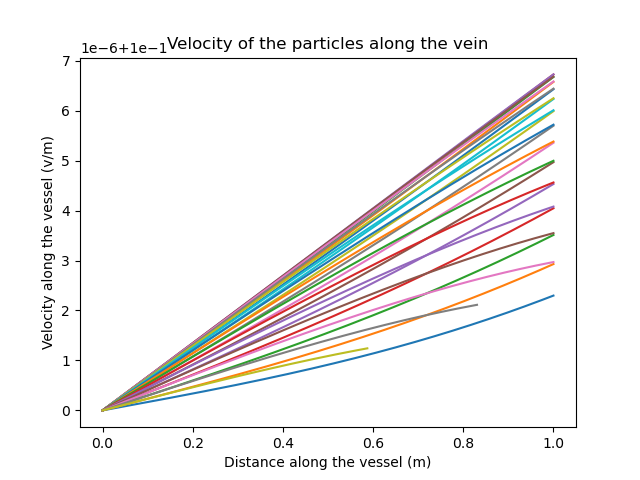 Velocity of the particles along the vein
1e−6+1e−1
7
6
5
4
3
2
1
0
Velocity along the vessel (v/m)
0.0 0.2 0.4 0.6 0.8 1.0
Distance along the vessel (m)